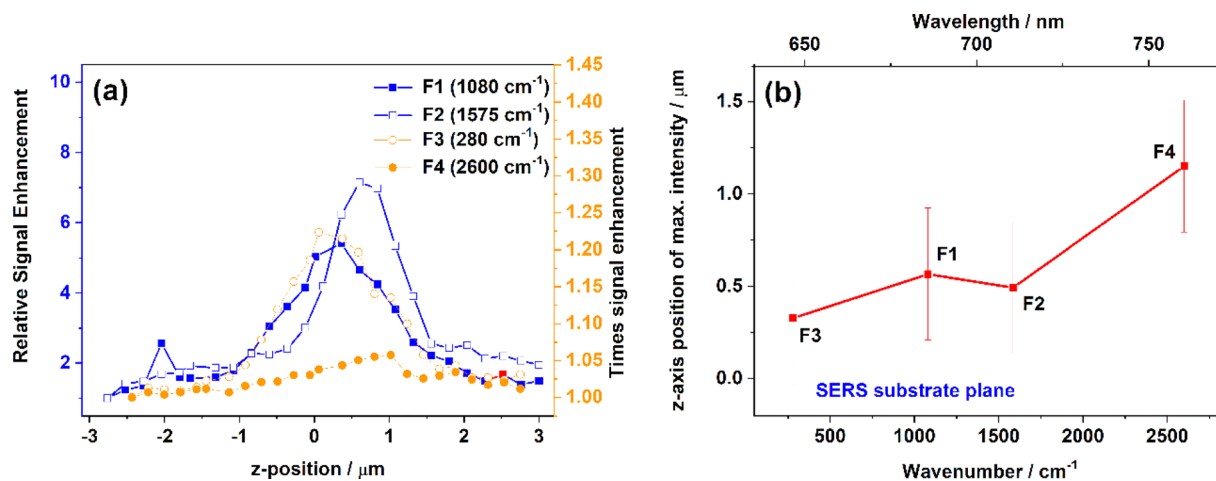 (a)
Relative Signal Enhancement
10
8
6
4
2
F1 (1080 cm⁻¹)
F2 (1575 cm⁻¹)
F3 (280 cm⁻¹)
F4 (2600 cm⁻¹)
1.45
1.40
1.35
1.30
1.25
1.20
1.15
1.10
1.05
1.00
Times signal enhancement
-3 -2 -1 0 1 2 3
z-position / μm
Wavelength / nm
650 700 750
(b)
z-axis position of max. intensity / μm
1.5
1.0
0.5
0.0
F4
F1
F2
F3
SERS substrate plane
500 1000 1500 2000 2500
Wavenumber / cm⁻¹